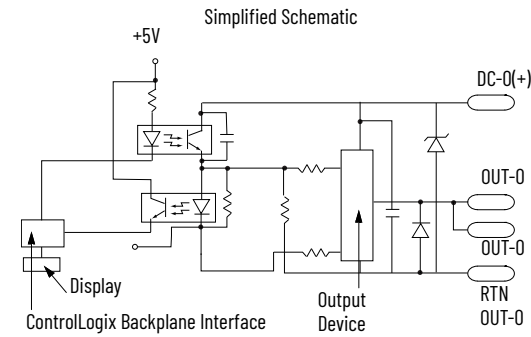 Simplified Schematic
+5V
DC-0(+)
OUT-0
OUT-0
RTN
OUT-0
Display
Output
Device
ControlLogix Backplane Interface